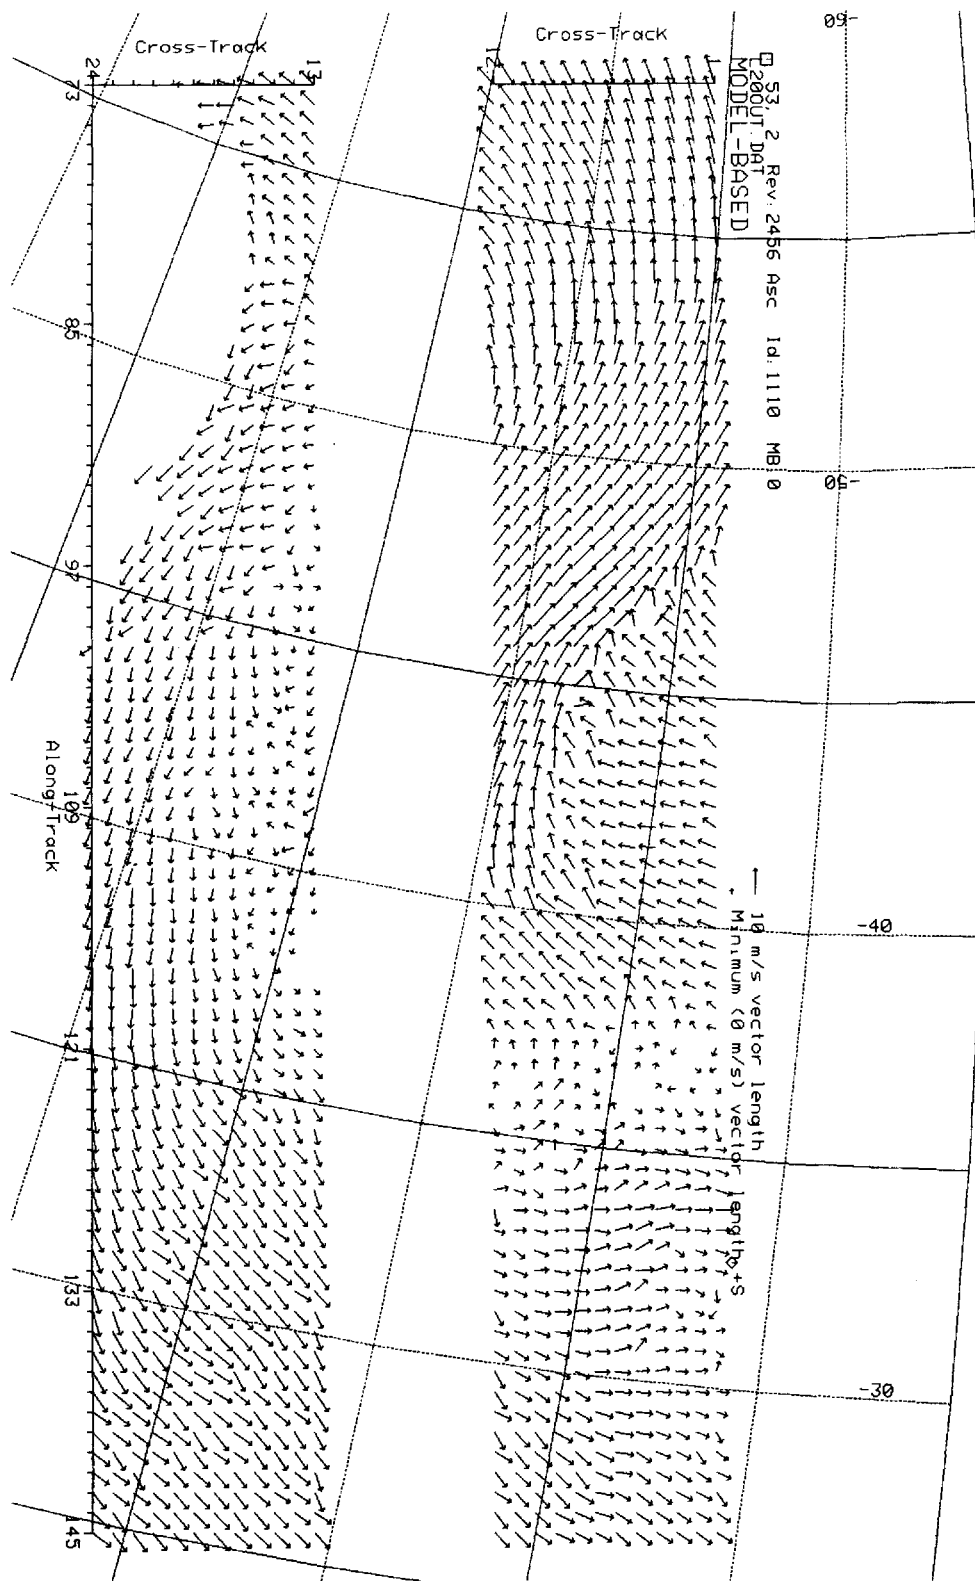 Cross-Track
Cross-Track
24
13
12
1
73
85
97
109
121
133
145
Along-Track
53, 2 Rev: 2456 Asc Id: 1110 MB: 0
L200UT.DAT
MODEL-BASED
-60
-50
-40
-30
10 m/s vector length
Minimum (0 m/s) vector length +S